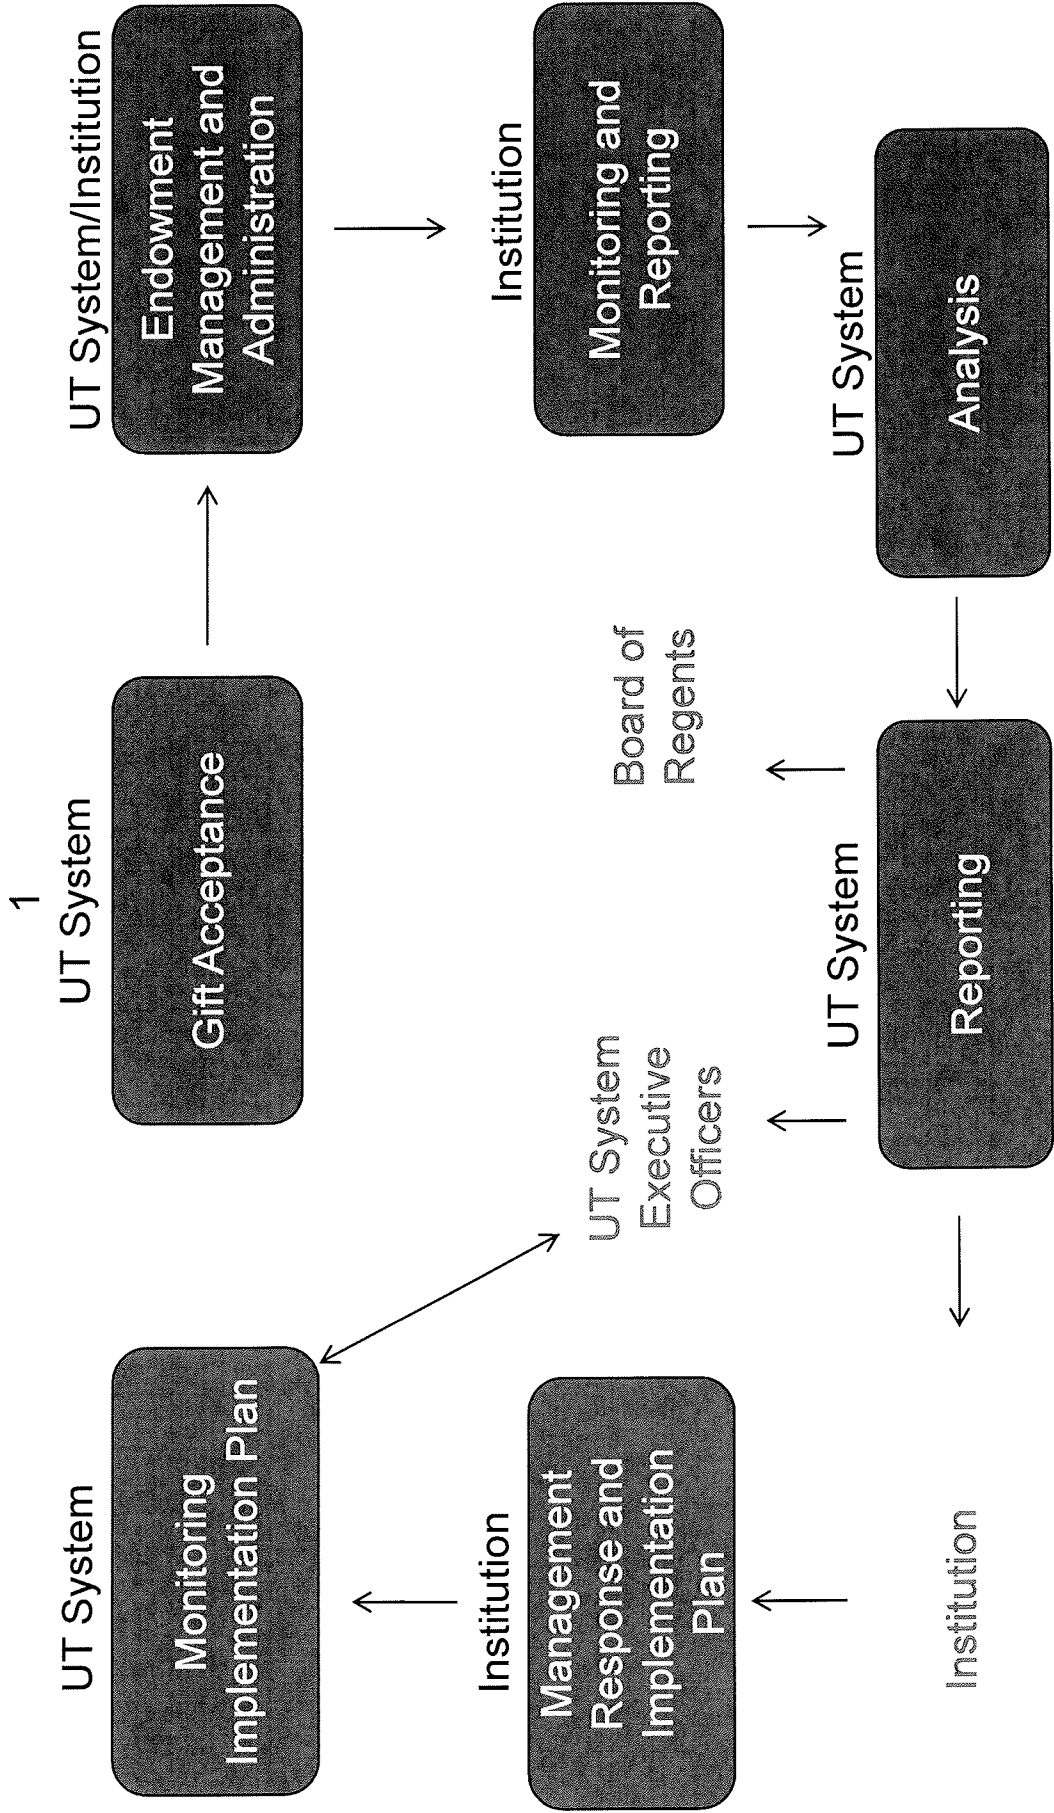 1
UT System
Gift Acceptance
UT System/Institution
Endowment
Management and
Administration
Institution
Monitoring and
Reporting
UT System
Analysis
UT System
Reporting
Board of
Regents
UT System
Executive
Officers
Institution
Institution
Management
Response and
Implementation
Plan
UT System
Monitoring
Implementation Plan